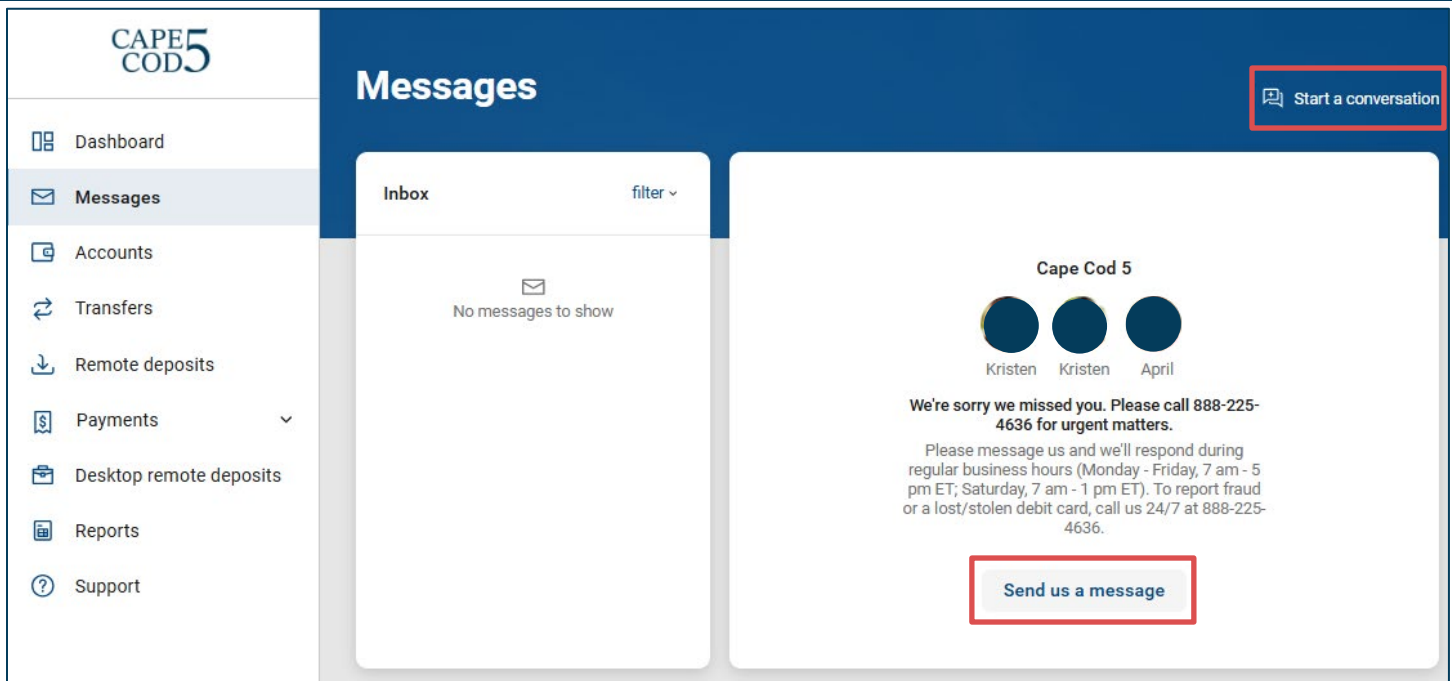 CAPE
COD5
Dashboard
Messages
Accounts
Transfers
Remote deposits
Payments
Desktop remote deposits
Reports
Support
Messages
Start a conversation
Inbox
filter
No messages to show
Cape Cod 5
Kristen Kristen April
We're sorry we missed you. Please call 888-225-
4636 for urgent matters.
Please message us and we'll respond during
regular business hours (Monday - Friday, 7 am - 5
pm ET; Saturday, 7 am - 1 pm ET). To report fraud
or a lost/stolen debit card, call us 24/7 at 888-225-
4636.
Send us a message